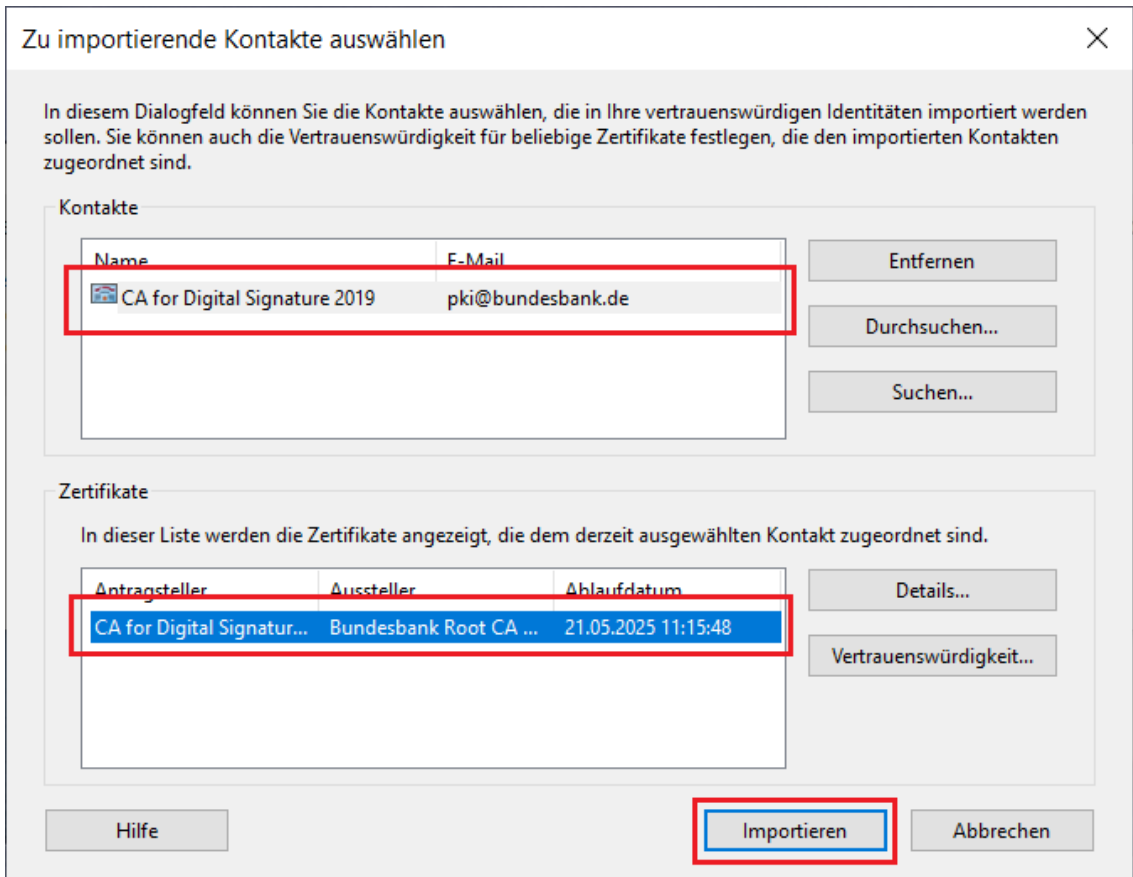 Zu importierende Kontakte auswählen
In diesem Dialogfeld können Sie die Kontakte auswählen, die in Ihre vertrauenswürdigen Identitäten importiert werden
sollen. Sie können auch die Vertrauenswürdigkeit für beliebige Zertifikate festlegen, die den importierten Kontakten
zugeordnet sind.
Kontakte
Name E-Mail
CA for Digital Signature 2019 pki@bundesbank.de
Entfernen
Durchsuchen...
Suchen...
Zertifikate
In dieser Liste werden die Zertifikate angezeigt, die dem derzeit ausgewählten Kontakt zugeordnet sind.
Antragsteller Aussteller Ablaufdatum
CA for Digital Signatur... Bundesbank Root CA ... 21.05.2025 11:15:48
Details...
Vertrauenswürdigkeit...
Hilfe Importieren Abbrechen